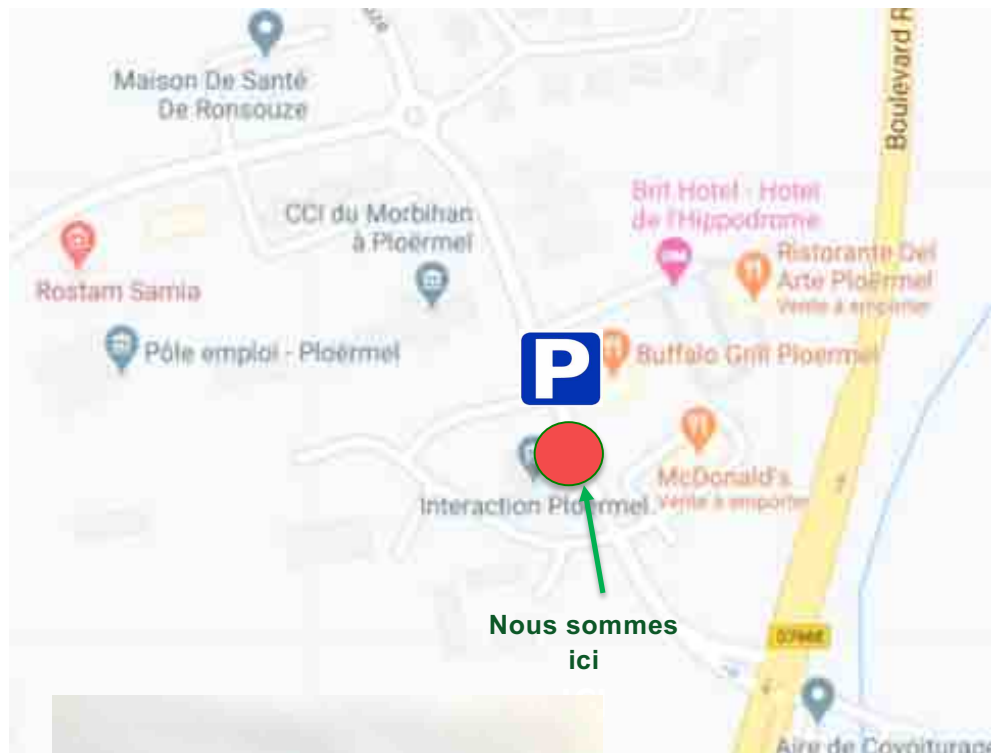 Maison De Santé
De Ronsouze
Boulevard R
CCI du Morbihan
à Ploërmel
Brit Hotel - Hotel
de l'Hippodrome
Ristorante Del
Arte Ploërmel
Vente à emporter
Rostam Samia
Pôle emploi - Ploërmel
P
Buffalo Grill Ploermel
McDonald's
Vente à emporter
Interaction Ploërmel
Nous sommes
ici
Aire de Covoiturage